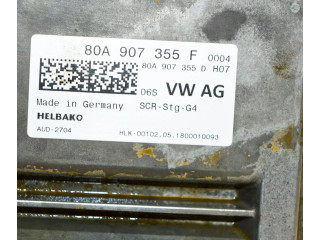 80A 907 355 F 0004
80A 907 355 D H07
06S VW AG
Made in Germany SCR-Stg-G4
HELBAKO
AUD-2704 HLK-00102.05.1800010093